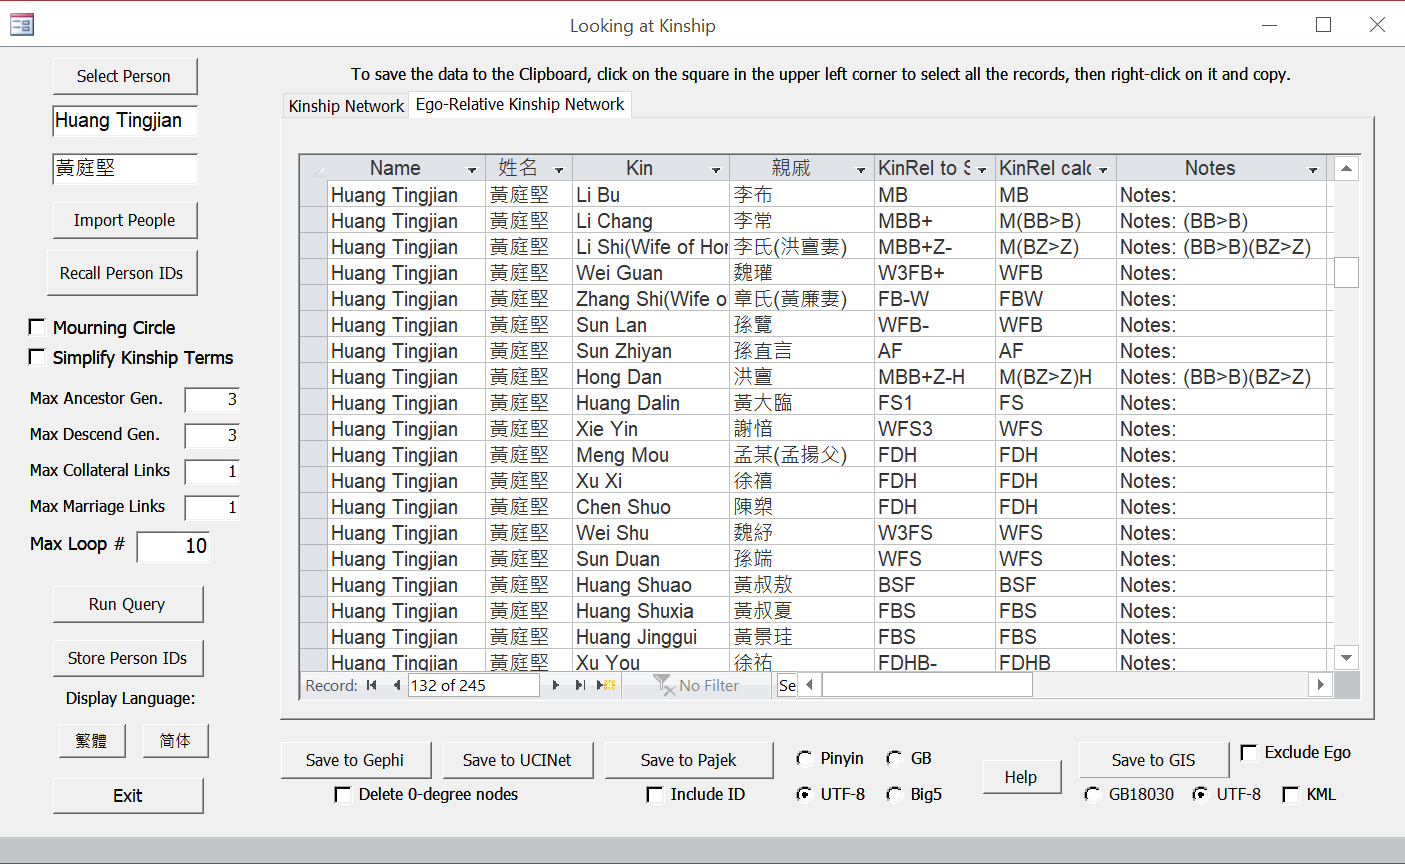 Looking at Kinship
Select Person
Huang Tingjian
黃庭堅
Import People
Recall Person IDs
Mourning Circle
Simplify Kinship Terms
Max Ancestor Gen. 3
Max Descend Gen. 3
Max Collateral Links 1
Max Marriage Links 1
Max Loop # 10
Run Query
Store Person IDs
Display Language:
繁體 简体
Exit
To save the data to the Clipboard, click on the square in the upper left corner to select all the records, then right-click on it and copy.
Kinship Network Ego-Relative Kinship Network
Name 姓名 Kin 親戚 KinRel to S KinRel calc Notes
Huang Tingjian 黃庭堅 Li Bu 李布 MB MB Notes:
Huang Tingjian 黃庭堅 Li Chang 李常 MBB+ M(BB>B) Notes: (BB>B)
Huang Tingjian 黃庭堅 Li Shi(Wife of Hor 李氏(洪亶妻) MBB+Z- M(BZ>Z) Notes: (BB>B)(BZ>Z)
Huang Tingjian 黃庭堅 Wei Guan 魏瓘 W3FB+ WFB Notes:
Huang Tingjian 黃庭堅 Zhang Shi(Wife o 章氏(黃廉妻) FB-W FBW Notes:
Huang Tingjian 黃庭堅 Sun Lan 孫覽 WFB- WFB Notes:
Huang Tingjian 黃庭堅 Sun Zhiyan 孫直言 AF AF Notes:
Huang Tingjian 黃庭堅 Hong Dan 洪亶 MBB+Z-H M(BZ>Z)H Notes: (BB>B)(BZ>Z)
Huang Tingjian 黃庭堅 Huang Dalin 黃大臨 FS1 FS Notes:
Huang Tingjian 黃庭堅 Xie Yin 謝愔 WFS3 WFS Notes:
Huang Tingjian 黃庭堅 Meng Mou 孟某(孟揚父) FDH FDH Notes:
Huang Tingjian 黃庭堅 Xu Xi 徐禧 FDH FDH Notes:
Huang Tingjian 黃庭堅 Chen Shuo 陳槊 FDH FDH Notes:
Huang Tingjian 黃庭堅 Wei Shu 魏紓 W3FS WFS Notes:
Huang Tingjian 黃庭堅 Sun Duan 孫端 WFS WFS Notes:
Huang Tingjian 黃庭堅 Huang Shuao 黃叔敖 BSF BSF Notes:
Huang Tingjian 黃庭堅 Huang Shuxia 黃叔夏 FBS FBS Notes:
Huang Tingjian 黃庭堅 Huang Jinggui 黃景珪 FBS FBS Notes:
Huang Tingjian 黃庭堅 Xu You 徐祐 FDHB- FDHB Notes:
Record: 132 of 245 No Filter Se
Save to Gephi Save to UCINet Save to Pajek
Delete 0-degree nodes Include ID
Pinyin GB
UTF-8 Big5
Help
Save to GIS Exclude Ego
GB18030 UTF-8 KML